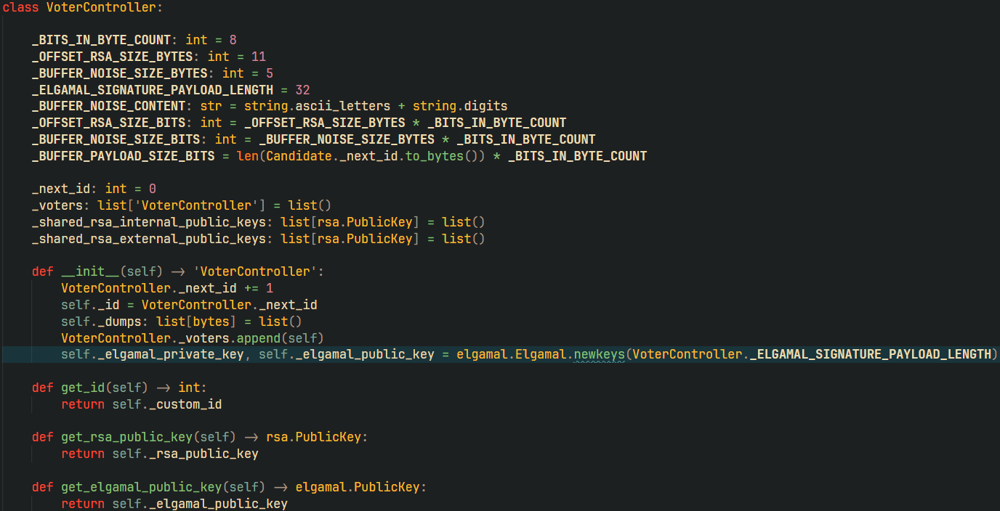 class VoterController:
    _BITS_IN_BYTE_COUNT: int = 8
    _OFFSET_RSA_SIZE_BYTES: int = 11
    _BUFFER_NOISE_SIZE_BYTES: int = 5
    _ELGAMAL_SIGNATURE_PAYLOAD_LENGTH = 32
    _BUFFER_NOISE_CONTENT: str = string.ascii_letters + string.digits
    _OFFSET_RSA_SIZE_BITS: int = _OFFSET_RSA_SIZE_BYTES * _BITS_IN_BYTE_COUNT
    _BUFFER_NOISE_SIZE_BITS: int = _BUFFER_NOISE_SIZE_BYTES * _BITS_IN_BYTE_COUNT
    _BUFFER_PAYLOAD_SIZE_BITS = len(Candidate._next_id.to_bytes()) * _BITS_IN_BYTE_COUNT
    _next_id: int = 0
    _voters: list['VoterController'] = list()
    _shared_rsa_internal_public_keys: list[rsa.PublicKey] = list()
    _shared_rsa_external_public_keys: list[rsa.PublicKey] = list()
    def __init__(self) -> 'VoterController':
        VoterController._next_id += 1
        self._id = VoterController._next_id
        self._dumps: list[bytes] = list()
        VoterController._voters.append(self)
        self._elgamal_private_key, self._elgamal_public_key = elgamal.Elgamal.newkeys(VoterController._ELGAMAL_SIGNATURE_PAYLOAD_LENGTH)
    def get_id(self) -> int:
        return self._custom_id
    def get_rsa_public_key(self) -> rsa.PublicKey:
        return self._rsa_public_key
    def get_elgamal_public_key(self) -> elgamal.PublicKey:
        return self._elgamal_public_key